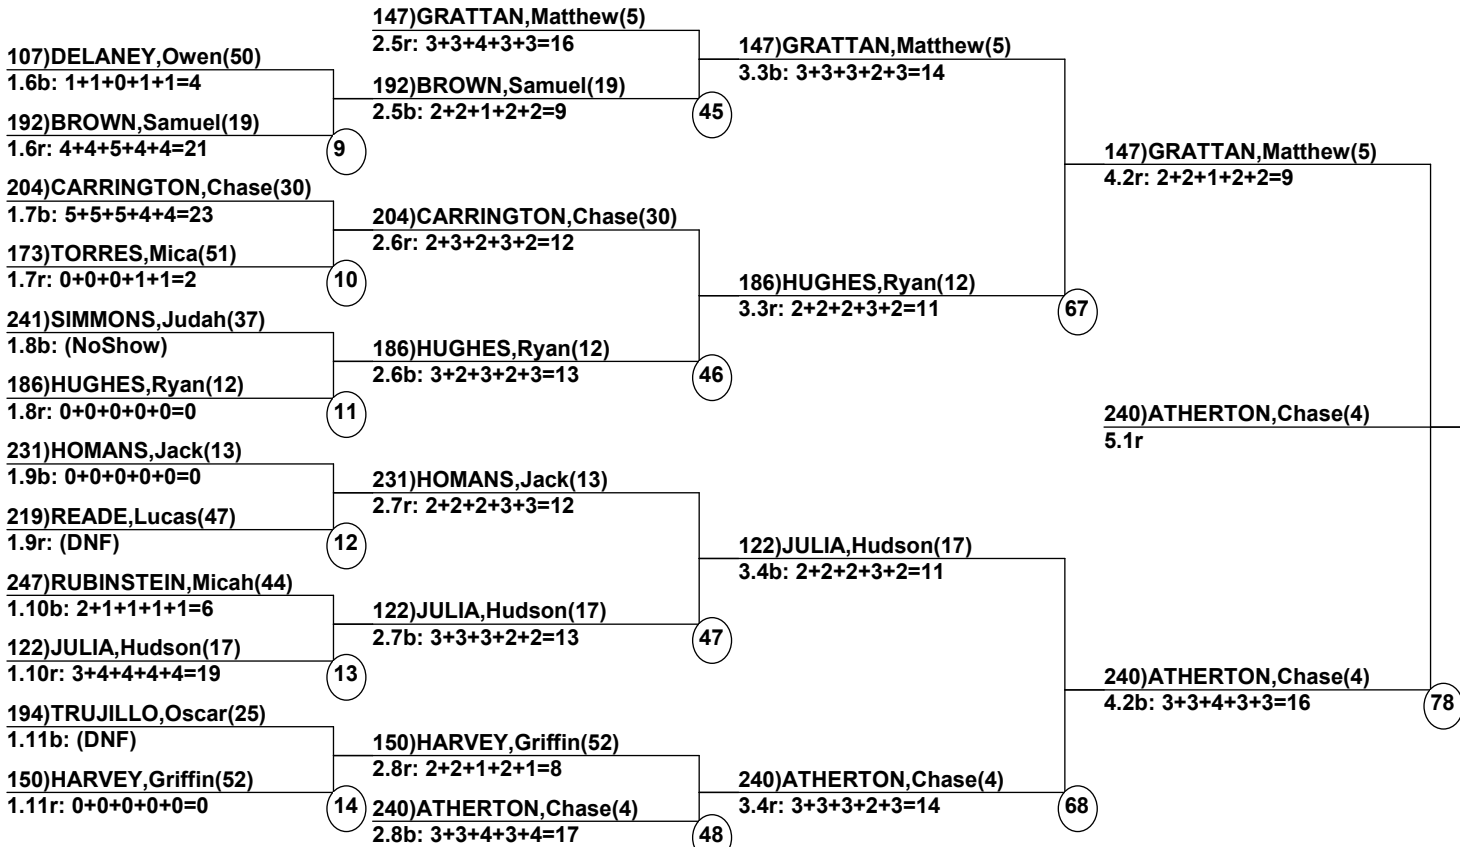 107)DELANEY,Owen(50)
1.6b: 1+1+0+1+1=4
192)BROWN,Samuel(19)
1.6r: 4+4+5+4+4=21
9
204)CARRINGTON,Chase(30)
1.7b: 5+5+5+4+4=23
173)TORRES,Mica(51)
1.7r: 0+0+0+1+1=2
10
241)SIMMONS,Judah(37)
1.8b: (NoShow)
186)HUGHES,Ryan(12)
1.8r: 0+0+0+0+0=0
11
231)HOMANS,Jack(13)
1.9b: 0+0+0+0+0=0
219)READE,Lucas(47)
1.9r: (DNF)
12
247)RUBINSTEIN,Micah(44)
1.10b: 2+1+1+1+1=6
122)JULIA,Hudson(17)
1.10r: 3+4+4+4+4=19
13
194)TRUJILLO,Oscar(25)
1.11b: (DNF)
150)HARVEY,Griffin(52)
1.11r: 0+0+0+0+0=0
14
147)GRATTAN,Matthew(5)
2.5r: 3+3+4+3+3=16
192)BROWN,Samuel(19)
2.5b: 2+2+1+2+2=9
45
204)CARRINGTON,Chase(30)
2.6r: 2+3+2+3+2=12
186)HUGHES,Ryan(12)
2.6b: 3+2+3+2+3=13
46
231)HOMANS,Jack(13)
2.7r: 2+2+2+3+3=12
122)JULIA,Hudson(17)
2.7b: 3+3+3+2+2=13
47
150)HARVEY,Griffin(52)
2.8r: 2+2+1+2+1=8
240)ATHERTON,Chase(4)
2.8b: 3+3+4+3+4=17
48
147)GRATTAN,Matthew(5)
3.3b: 3+3+3+2+3=14
186)HUGHES,Ryan(12)
3.3r: 2+2+2+3+2=11
67
122)JULIA,Hudson(17)
3.4b: 2+2+2+3+2=11
240)ATHERTON,Chase(4)
3.4r: 3+3+3+2+3=14
68
147)GRATTAN,Matthew(5)
4.2r: 2+2+1+2+2=9
240)ATHERTON,Chase(4)
5.1r
240)ATHERTON,Chase(4)
4.2b: 3+3+4+3+3=16
78